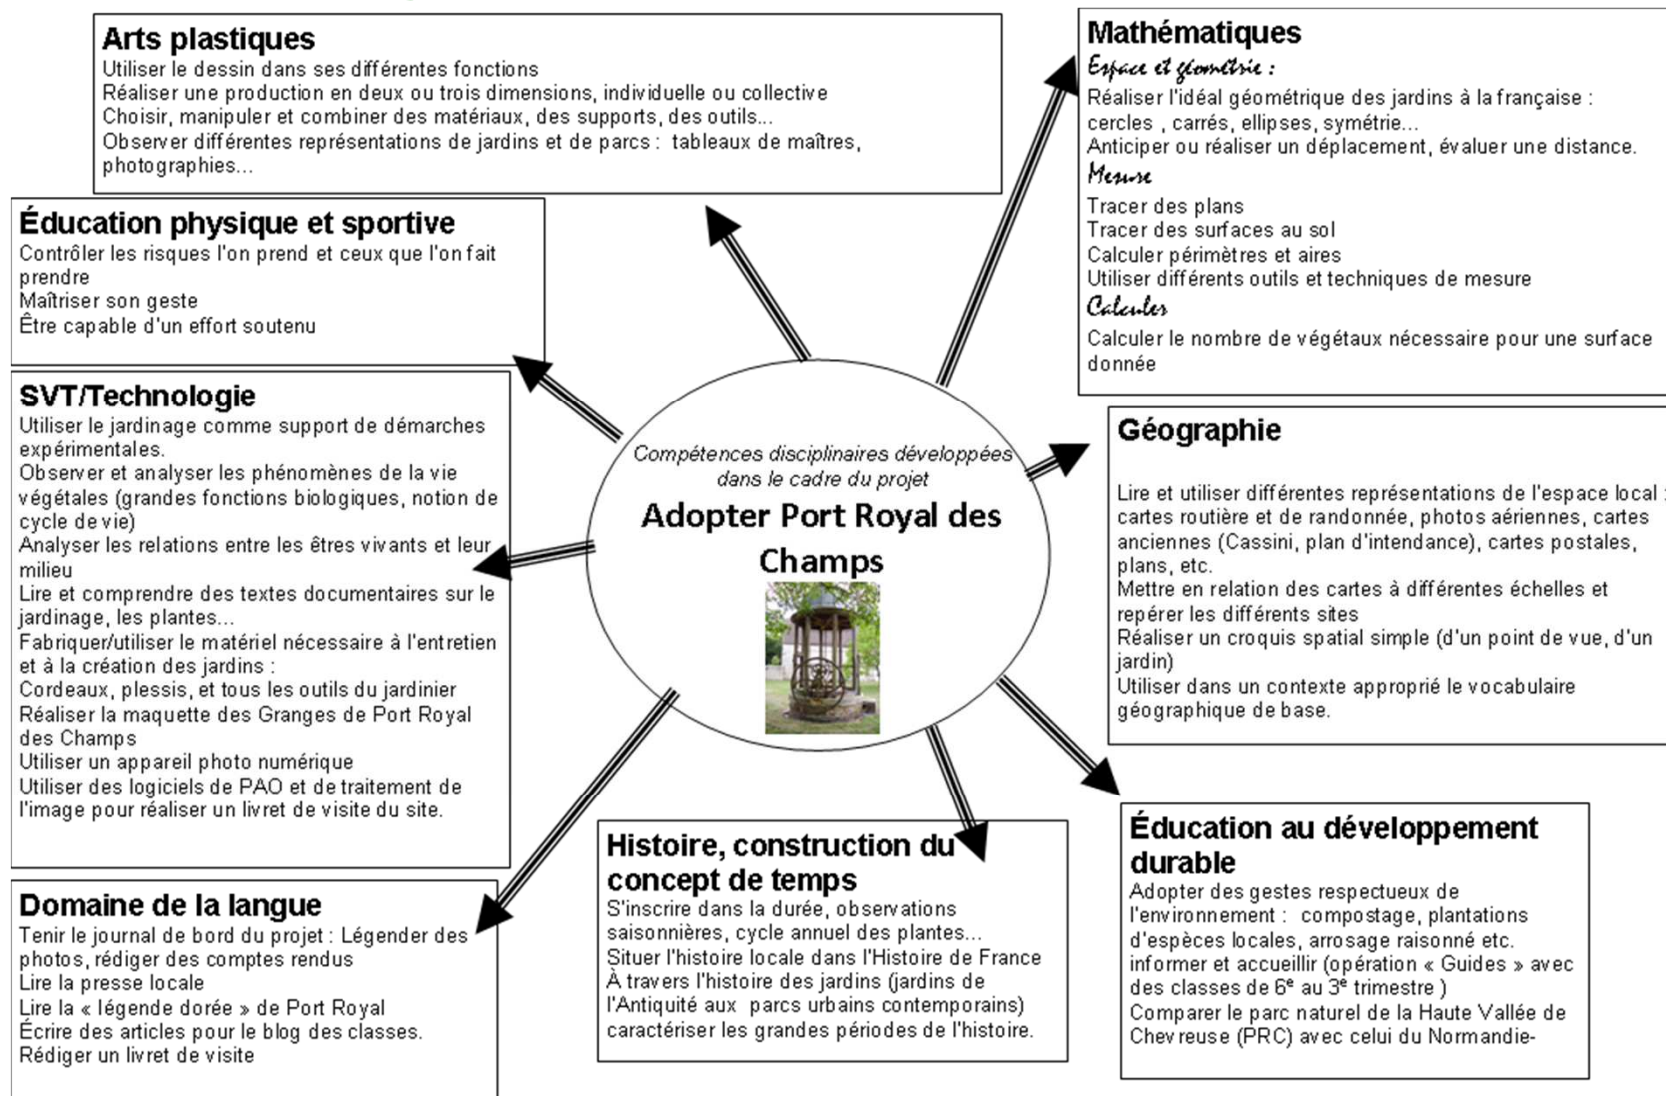 Arts plastiques
Utiliser le dessin dans ses différentes fonctions
Réaliser une production en deux ou trois dimensions, individuelle ou collective
Choisir, manipuler et combiner des matériaux, des supports, des outils...
Observer différentes représentations de jardins et de parcs : tableaux de maîtres,
photographies...
Mathématiques
Espace et géométrie :
Réaliser l'idéal géométrique des jardins à la française :
cercles , carrés, ellipses, symétrie...
Anticiper ou réaliser un déplacement, évaluer une distance.
Mesure
Tracer des plans
Tracer des surfaces au sol
Calculer périmètres et aires
Utiliser différents outils et techniques de mesure
Calculer
Calculer le nombre de végétaux nécessaire pour une surface
donnée
Éducation physique et sportive
Contrôler les risques l'on prend et ceux que l'on fait
prendre
Maîtriser son geste
Être capable d'un effort soutenu
SVT/Technologie
Utiliser le jardinage comme support de démarches
expérimentales.
Observer et analyser les phénomènes de la vie
végétales (grandes fonctions biologiques, notion de
cycle de vie)
Analyser les relations entre les êtres vivants et leur
milieu
Lire et comprendre des textes documentaires sur le
jardinage, les plantes...
Fabriquer/utiliser le matériel nécessaire à l'entretien
et à la création des jardins :
Cordeaux, plessis, et tous les outils du jardinier
Réaliser la maquette des Granges de Port Royal
des Champs
Utiliser un appareil photo numérique
Utiliser des logiciels de PAO et de traitement de
l'image pour réaliser un livret de visite du site.
Compétences disciplinaires développées
dans le cadre du projet
Adopter Port Royal des
Champs
Géographie
Lire et utiliser différentes représentations de l'espace local :
cartes routière et de randonnée, photos aériennes, cartes
anciennes (Cassini, plan d'intendance), cartes postales,
plans, etc.
Mettre en relation des cartes à différentes échelles et
repérer les différents sites
Réaliser un croquis spatial simple (d'un point de vue, d'un
jardin)
Utiliser dans un contexte approprié le vocabulaire
géographique de base.
Domaine de la langue
Tenir le journal de bord du projet : Légender des
photos, rédiger des comptes rendus
Lire la presse locale
Lire la « légende dorée » de Port Royal
Écrire des articles pour le blog des classes.
Rédiger un livret de visite
Histoire, construction du
concept de temps
S'inscrire dans la durée, observations
saisonnières, cycle annuel des plantes...
Situer l'histoire locale dans l'Histoire de France
À travers l'histoire des jardins (jardins de
l'Antiquité aux parcs urbains contemporains)
caractériser les grandes périodes de l'histoire.
Éducation au développement
durable
Adopter des gestes respectueux de
l'environnement : compostage, plantations
d'espèces locales, arrosage raisonné etc.
informer et accueillir (opération « Guides » avec
des classes de 6e au 3e trimestre )
Comparer le parc naturel de la Haute Vallée de
Chevreuse (PRC) avec celui du Normandie-